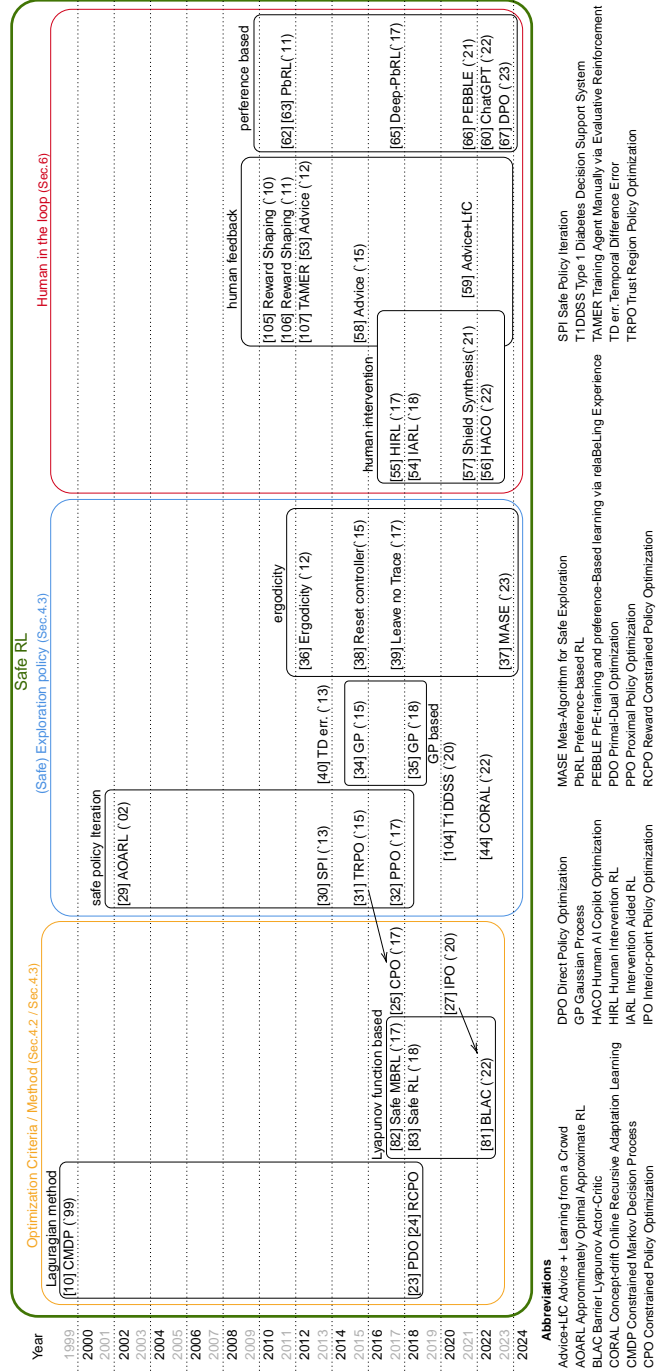 Safe RL
Optimization Criteria / Method (Sec.4.2 / Sec.4.3)
(Safe) Exploration policy (Sec.4.3)
Human in the loop (Sec.6)
Year
1999
2000
2001
2002
2003
2004
2005
2006
2007
2008
2009
2010
2011
2012
2013
2014
2015
2016
2017
2018
2019
2020
2021
2022
2023
2024
Laguragian method
[10] CMDP (`99)
[23] PDO [24] RCPO
Lyapunov function based
[82] Safe MBRL (`17)
[83] Safe RL (`18)
[81] BLAC (`22)
[25] CPO (`17)
[27] IPO (`20)
safe policy Iteration
[29] AOARL (`02)
[30] SPI (`13)
[31] TRPO (`15)
[32] PPO (`17)
[104] T1DDSS (`20)
[44] CORAL (`22)
[40] TD err. (`13)
[34] GP (`15)
[35] GP (`18)
GP based
ergodicity
[36] Ergodicity (`12)
[38] Reset controller(`15)
[39] Leave no Trace (`17)
[37] MASE (`23)
human intervention
[55] HIRL (`17)
[54] IARL (`18)
[57] Shield Synthesis(`21)
[56] HACO (`22)
human feedback
[105] Reward Shaping (`10)
[106] Reward Shaping (`11)
[107] TAMER [53] Advice (`12)
[58] Advice (`15)
[59] Advice+LfC
perference based
[62] [63] PbRL(`11)
[65] Deep-PbRL(`17)
[66] PEBBLE (`21)
[60] ChatGPT (`22)
[67] DPO (`23)
Abbreviations
Advice+LfC Advice + Learning from a Crowd
AOARL Appromimately Optimal Approximate RL
BLAC Barrier Lyapunov Actor-Critic
CORAL Concept-drift Online Recursive Adaptation Learning
CMDP Constrained Markov Decision Process
CPO Constrained Policy Optimization
DPO Direct Policy Optimization
GP Gaussian Process
HACO Human AI Copilot Optimization
HIRL Human Intervention RL
IARL Intervention Aided RL
IPO Interior-point Policy Optimization
MASE Meta-Algorithm for Safe Exploration
PbRL Preference-based RL
PEBBLE PrE-training and preference-Based learning via relaBeLing Experience
PDO Primal-Dual Optimization
PPO Proximal Policy Optimization
RCPO Reward Constrained Policy Optimization
SPI Safe Policy Iteration
T1DDSS Type 1 Diabetes Decision Support System
TAMER Training Agent Manually via Evaluative Reinforcement
TD err. Temporal Difference Error
TRPO Trust Region Policy Optimization